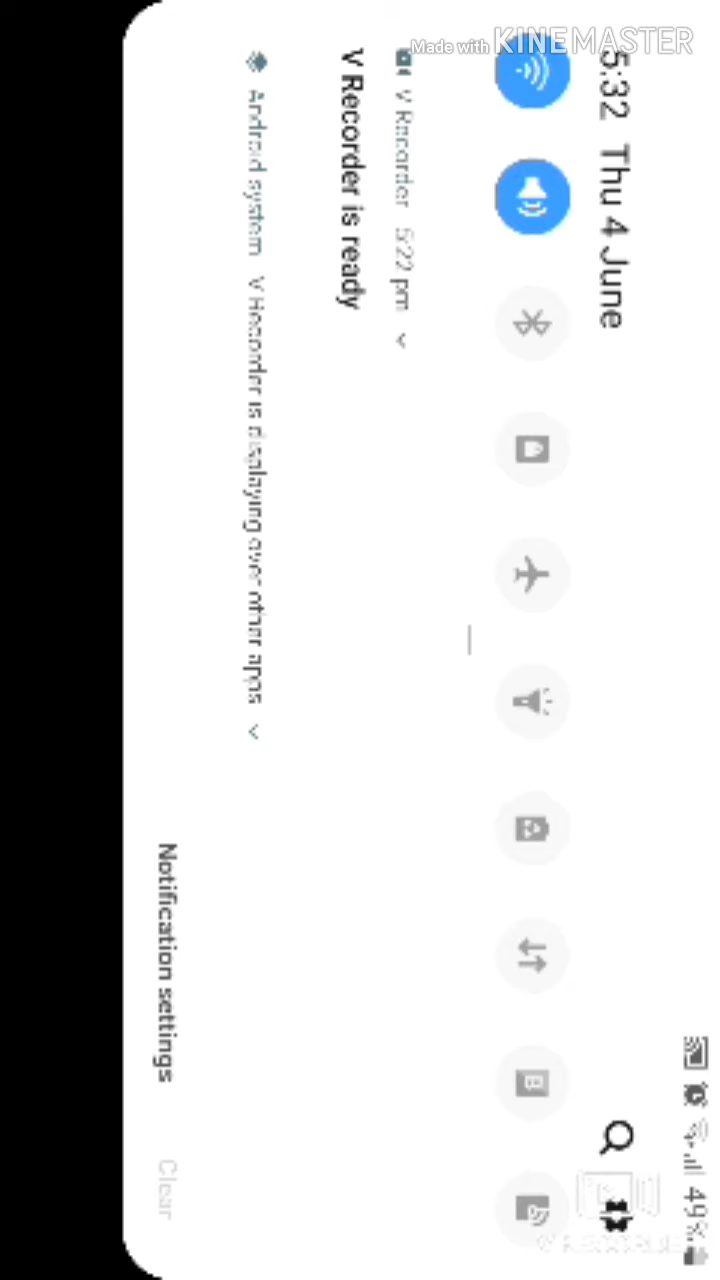 Made with KINEMASTER
49%
5:32 Thu 4 June
V Recorder 5:22 pm
V Recorder is ready
Android system V Recorder is displaying over other apps
Notification settings
Clear
V RECORDER